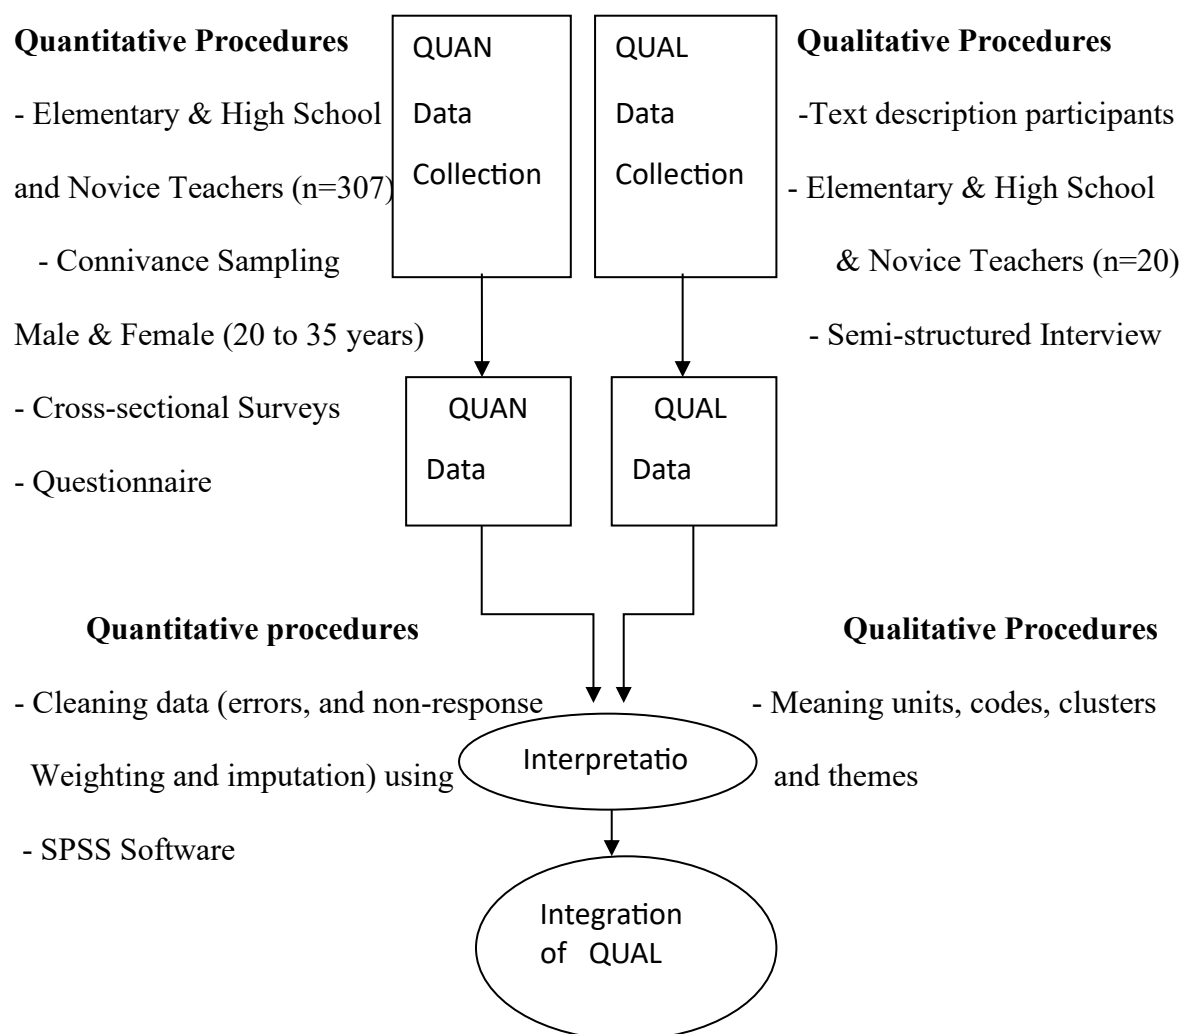 Quantitative Procedures
- Elementary & High School
and Novice Teachers (n=307)
- Connivance Sampling
Male & Female (20 to 35 years)
- Cross-sectional Surveys
- Questionnaire
QUAN
Data
Collection
QUAL
Data
Collection
Qualitative Procedures
-Text description participants
- Elementary & High School
& Novice Teachers (n=20)
- Semi-structured Interview
QUAN
Data
QUAL
Data
Quantitative procedures
- Cleaning data (errors, and non-response
Weighting and imputation) using
- SPSS Software
Qualitative Procedures
- Meaning units, codes, clusters
and themes
Interpretatio
Integration
of QUAL